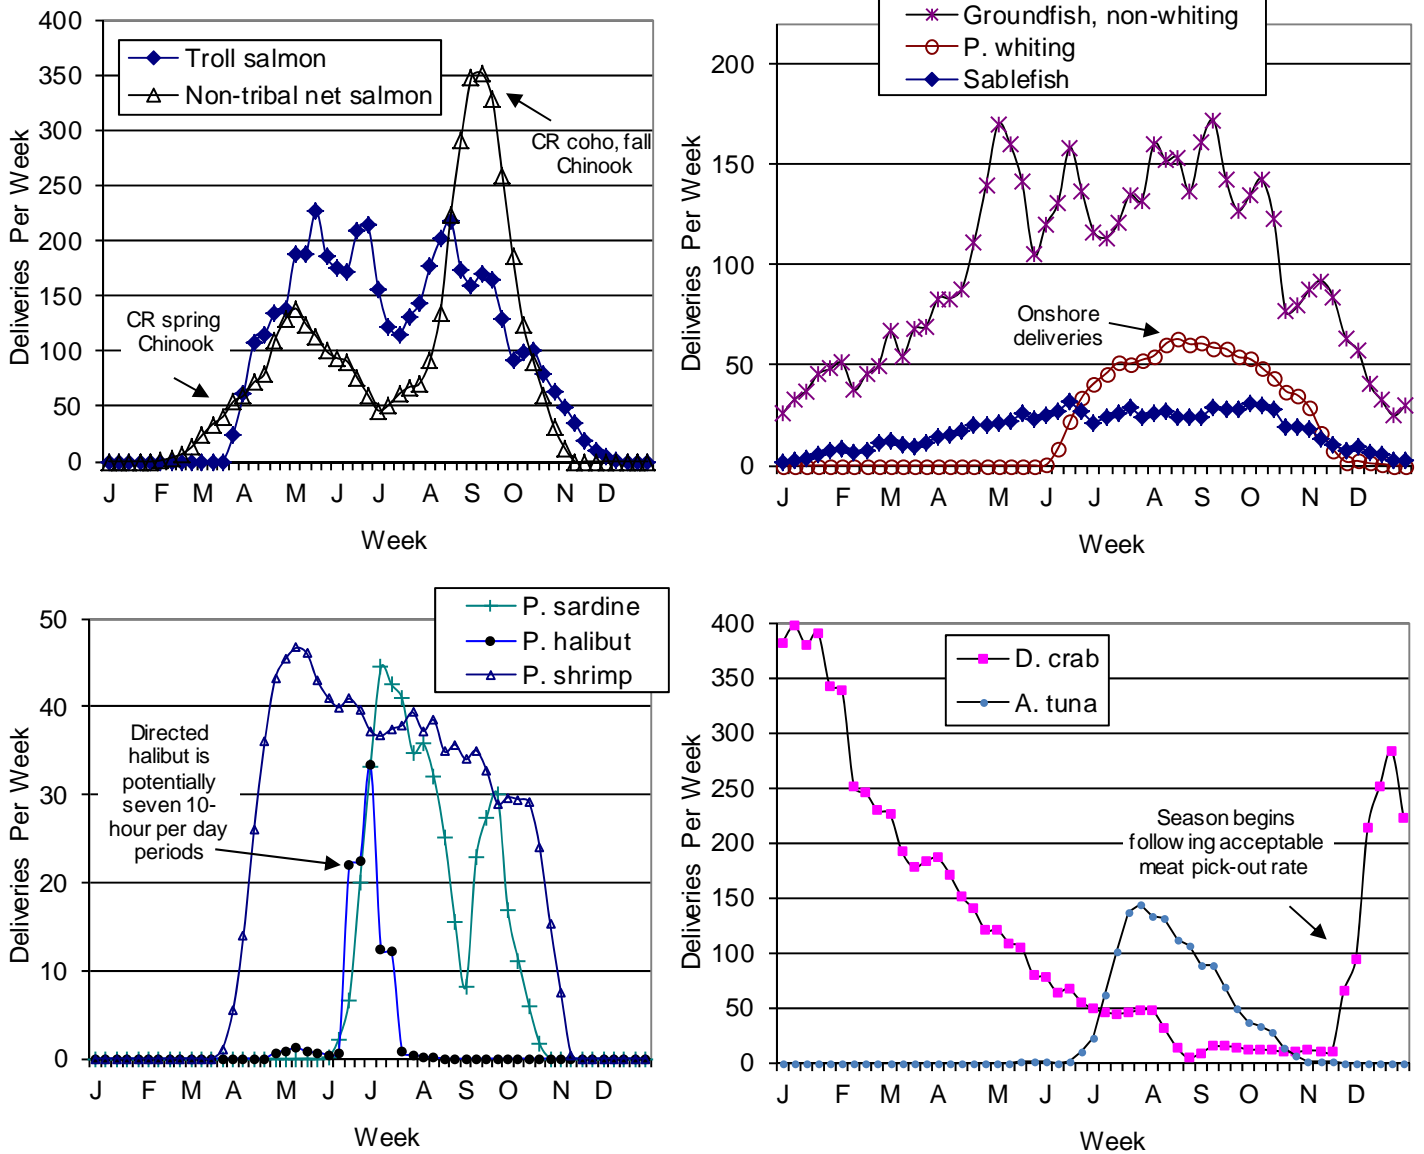 400
350
300
250
200
150
100
50
0
Deliveries Per Week
Troll salmon
Non-tribal net salmon
CR coho, fall
Chinook
CR spring
Chinook
J F M A M J J A S O N D
Week
Groundfish, non-whiting
P. whiting
Sablefish
200
150
100
50
0
Deliveries Per Week
Onshore
deliveries
J F M A M J J A S O N D
Week
50
40
30
20
10
0
Deliveries Per Week
P. sardine
P. halibut
P. shrimp
Directed
halibut is
potentially
seven 10-
hour per day
periods
J F M A M J J A S O N D
Week
400
350
300
250
200
150
100
50
0
Deliveries Per Week
D. crab
A. tuna
Season begins
following acceptable
meat pick-out rate
J F M A M J J A S O N D
Week